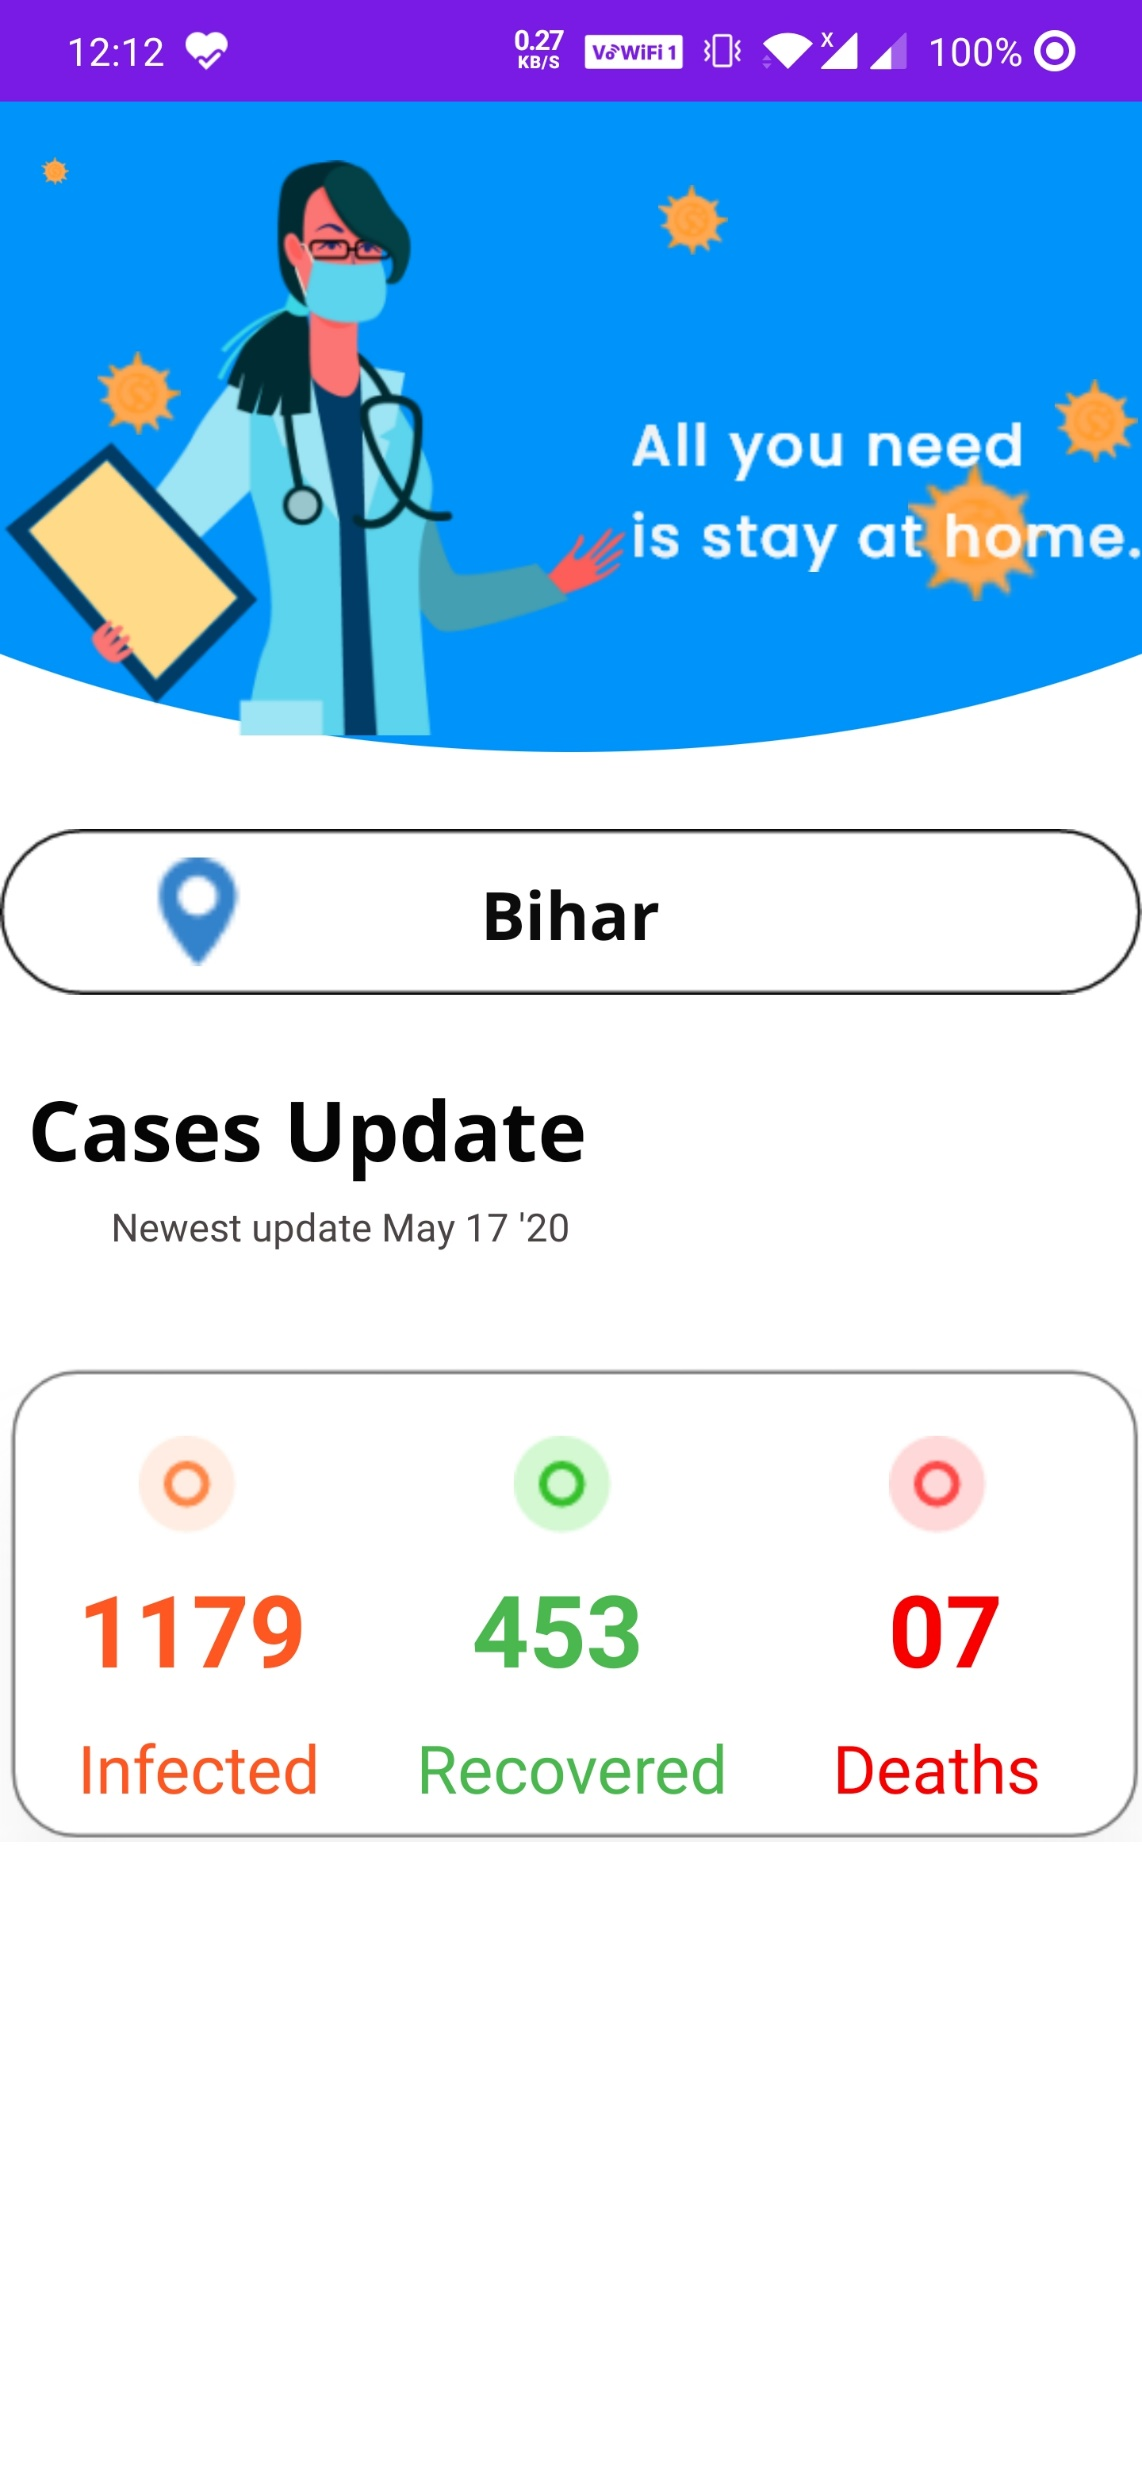 12:12 0.27 KB/S VoWiFi 1 X 100%
All you need
is stay at home.
Bihar
Cases Update
Newest update May 17 '20
1179 453 07
Infected Recovered Deaths